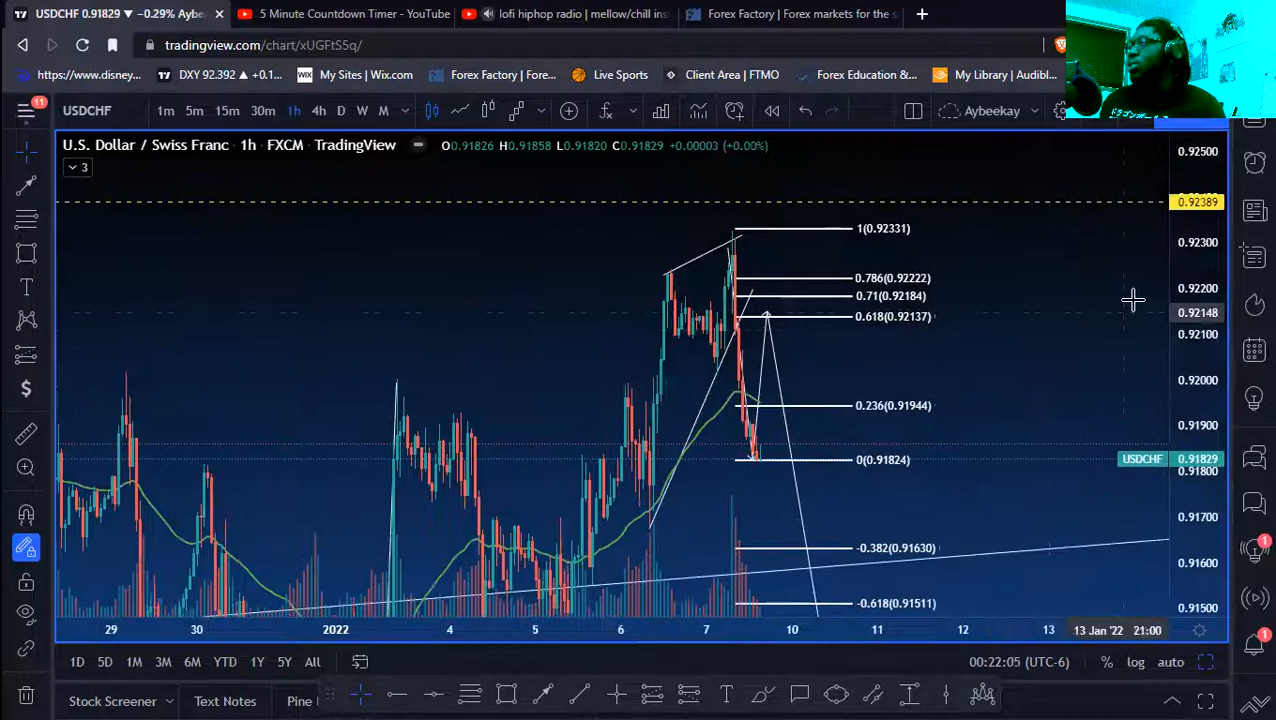 USDCHF 0.91829 ▼ −0.29% Aybe
5 Minute Countdown Timer - YouTube
lofi hiphop radio | mellow/chill ins
Forex Factory | Forex markets for the s
tradingview.com/chart/xUGFtS5q/
https://www.disney...
DXY 92.392 ▲ +0.1...
WIX
My Sites | Wix.com
Forex Factory | Fore...
Live Sports
Client Area | FTMO
Forex Education &...
My Library | Audibl...
11
USDCHF
1m 5m 15m 30m 1h 4h D W M
Aybeekay
U.S. Dollar / Swiss Franc · 1h · FXCM · TradingView
O0.91826 H0.91858 L0.91820 C0.91829 +0.00003 (+0.00%)
3
0.92500
0.92389
1(0.92331)
0.92300
0.786(0.92222)
0.92200
0.71(0.92184)
0.618(0.92137)
0.92148
0.92100
0.92000
0.236(0.91944)
0.91900
0(0.91824)
USDCHF 0.91829
0.91800
0.91700
-0.382(0.91630)
0.91600
-0.618(0.91511)
0.91500
29 30 2022 4 5 6 7 10 11 12 13 13 Jan '22 21:00
1D 5D 1M 3M 6M YTD 1Y 5Y All
00:22:05 (UTC-6)
% log auto
Stock Screener Text Notes Pine
1
1